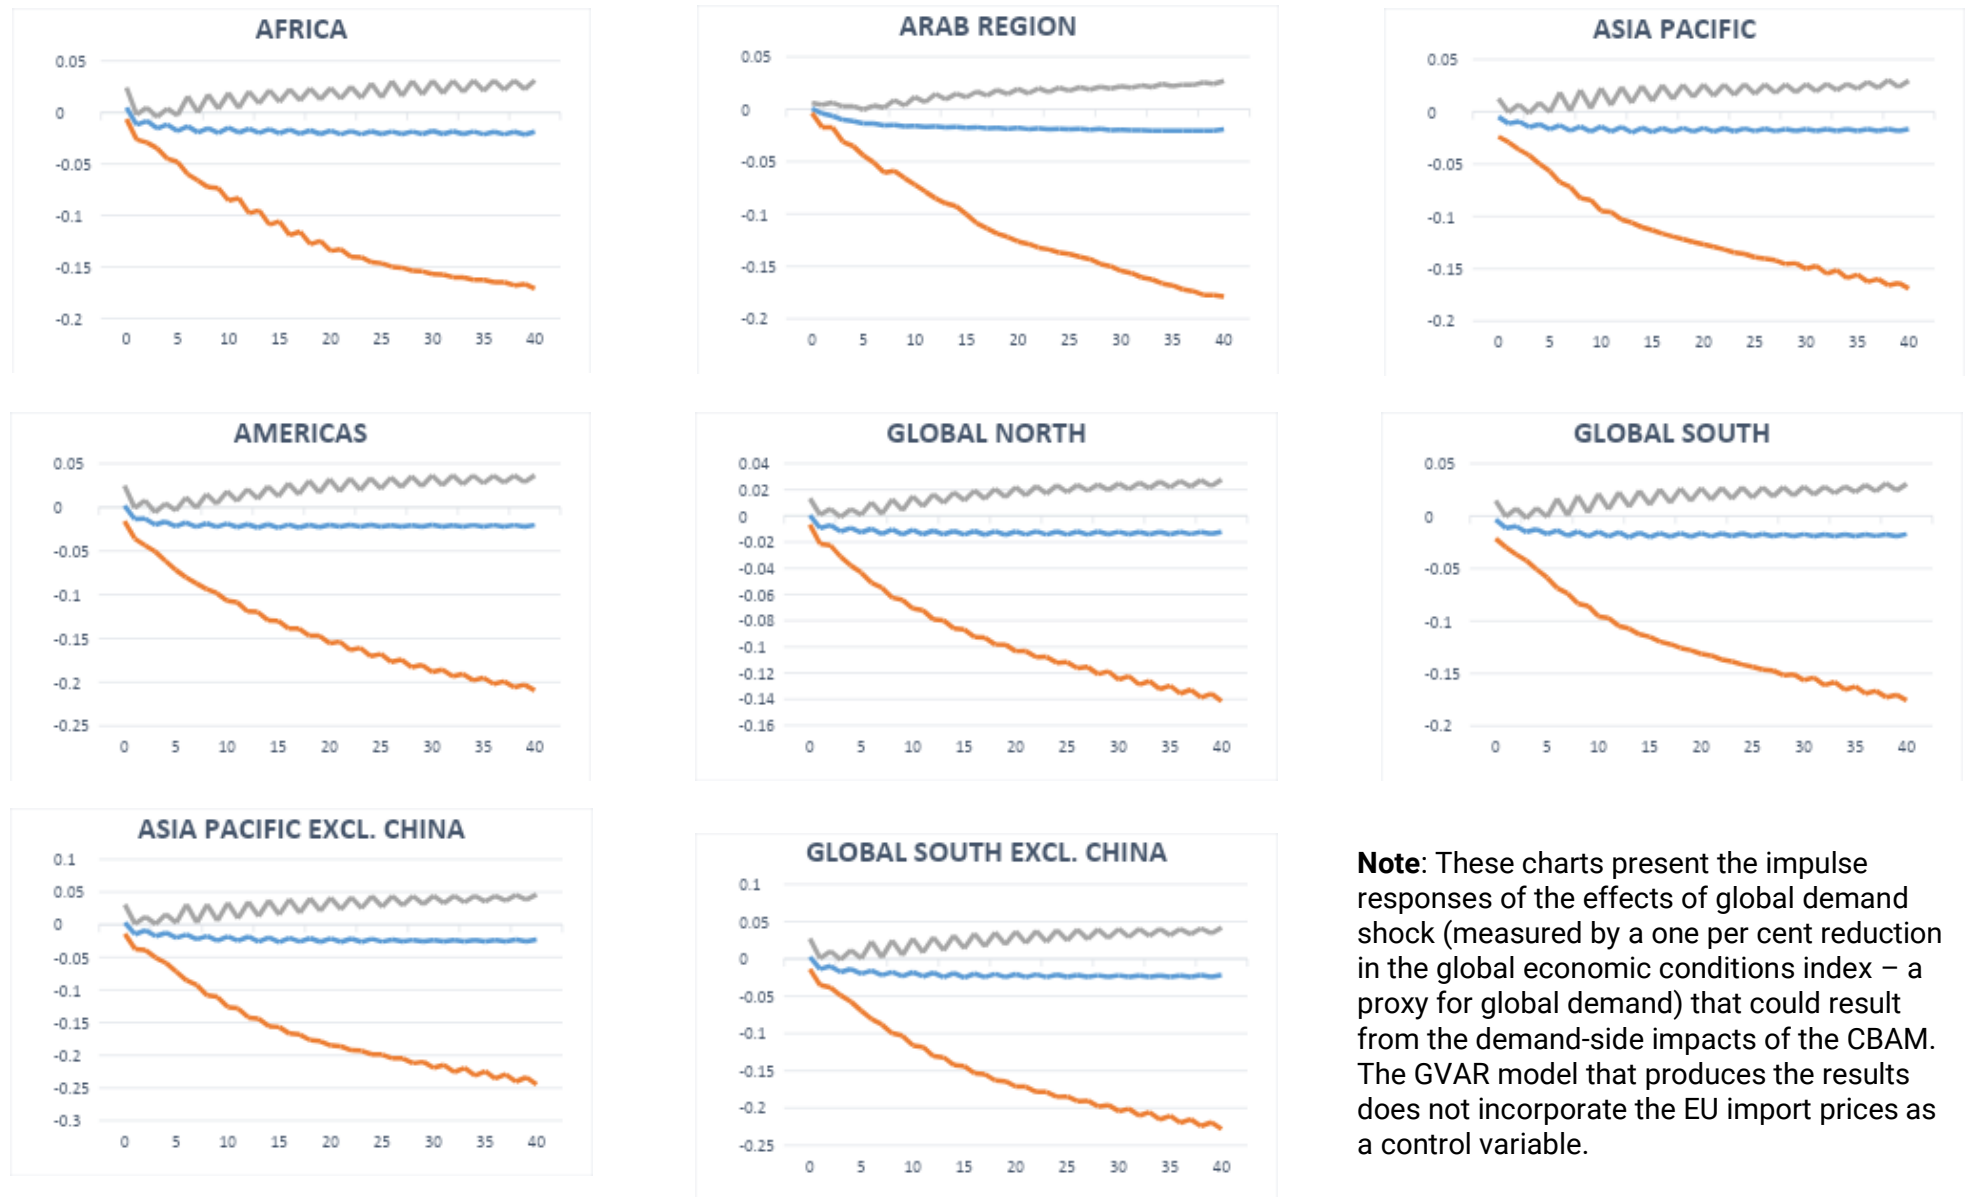 AFRICA
0.05
0
-0.05
-0.1
-0.15
-0.2
0 5 10 15 20 25 30 35 40
ARAB REGION
0.05
0
-0.05
-0.1
-0.15
-0.2
0 5 10 15 20 25 30 35 40
ASIA PACIFIC
0.05
0
-0.05
-0.1
-0.15
-0.2
0 5 10 15 20 25 30 35 40
AMERICAS
0.05
0
-0.05
-0.1
-0.15
-0.2
-0.25
0 5 10 15 20 25 30 35 40
GLOBAL NORTH
0.04
0.02
0
-0.02
-0.04
-0.06
-0.08
-0.1
-0.12
-0.14
-0.16
0 5 10 15 20 25 30 35 40
GLOBAL SOUTH
0.05
0
-0.05
-0.1
-0.15
-0.2
0 5 10 15 20 25 30 35 40
ASIA PACIFIC EXCL. CHINA
0.1
0.05
0
-0.05
-0.1
-0.15
-0.2
-0.25
-0.3
0 5 10 15 20 25 30 35 40
GLOBAL SOUTH EXCL. CHINA
0.1
0.05
0
-0.05
-0.1
-0.15
-0.2
-0.25
0 5 10 15 20 25 30 35 40
Note: These charts present the impulse
responses of the effects of global demand
shock (measured by a one per cent reduction
in the global economic conditions index – a
proxy for global demand) that could result
from the demand-side impacts of the CBAM.
The GVAR model that produces the results
does not incorporate the EU import prices as
a control variable.